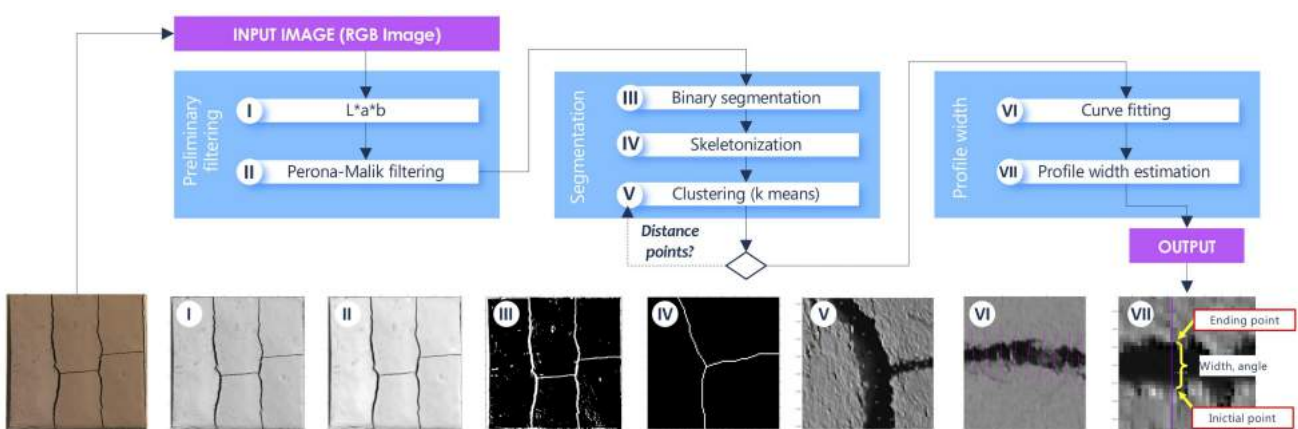 INPUT IMAGE (RGB Image)
Preliminary
filtering
I
L*a*b
II
Perona-Malik filtering
Segmentation
III
Binary segmentation
IV
Skeletonization
V
Clustering (k means)
Distance
points?
Profile width
VI
Curve fitting
VII
Profile width estimation
OUTPUT
I
II
III
IV
V
VI
VII
Ending point
Width, angle
Inictial point